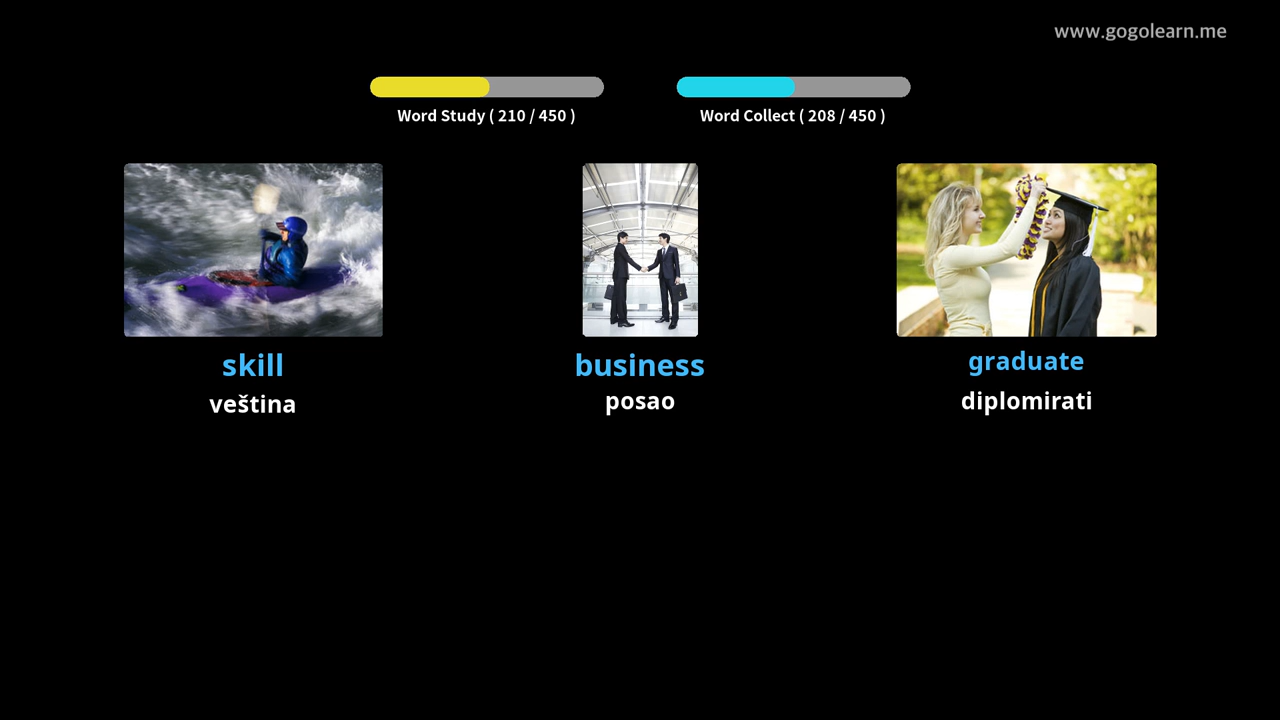 www.gogolearn.me
Word Study ( 210 / 450 )
Word Collect ( 208 / 450 )
skill
business
graduate
veština
posao
diplomirati